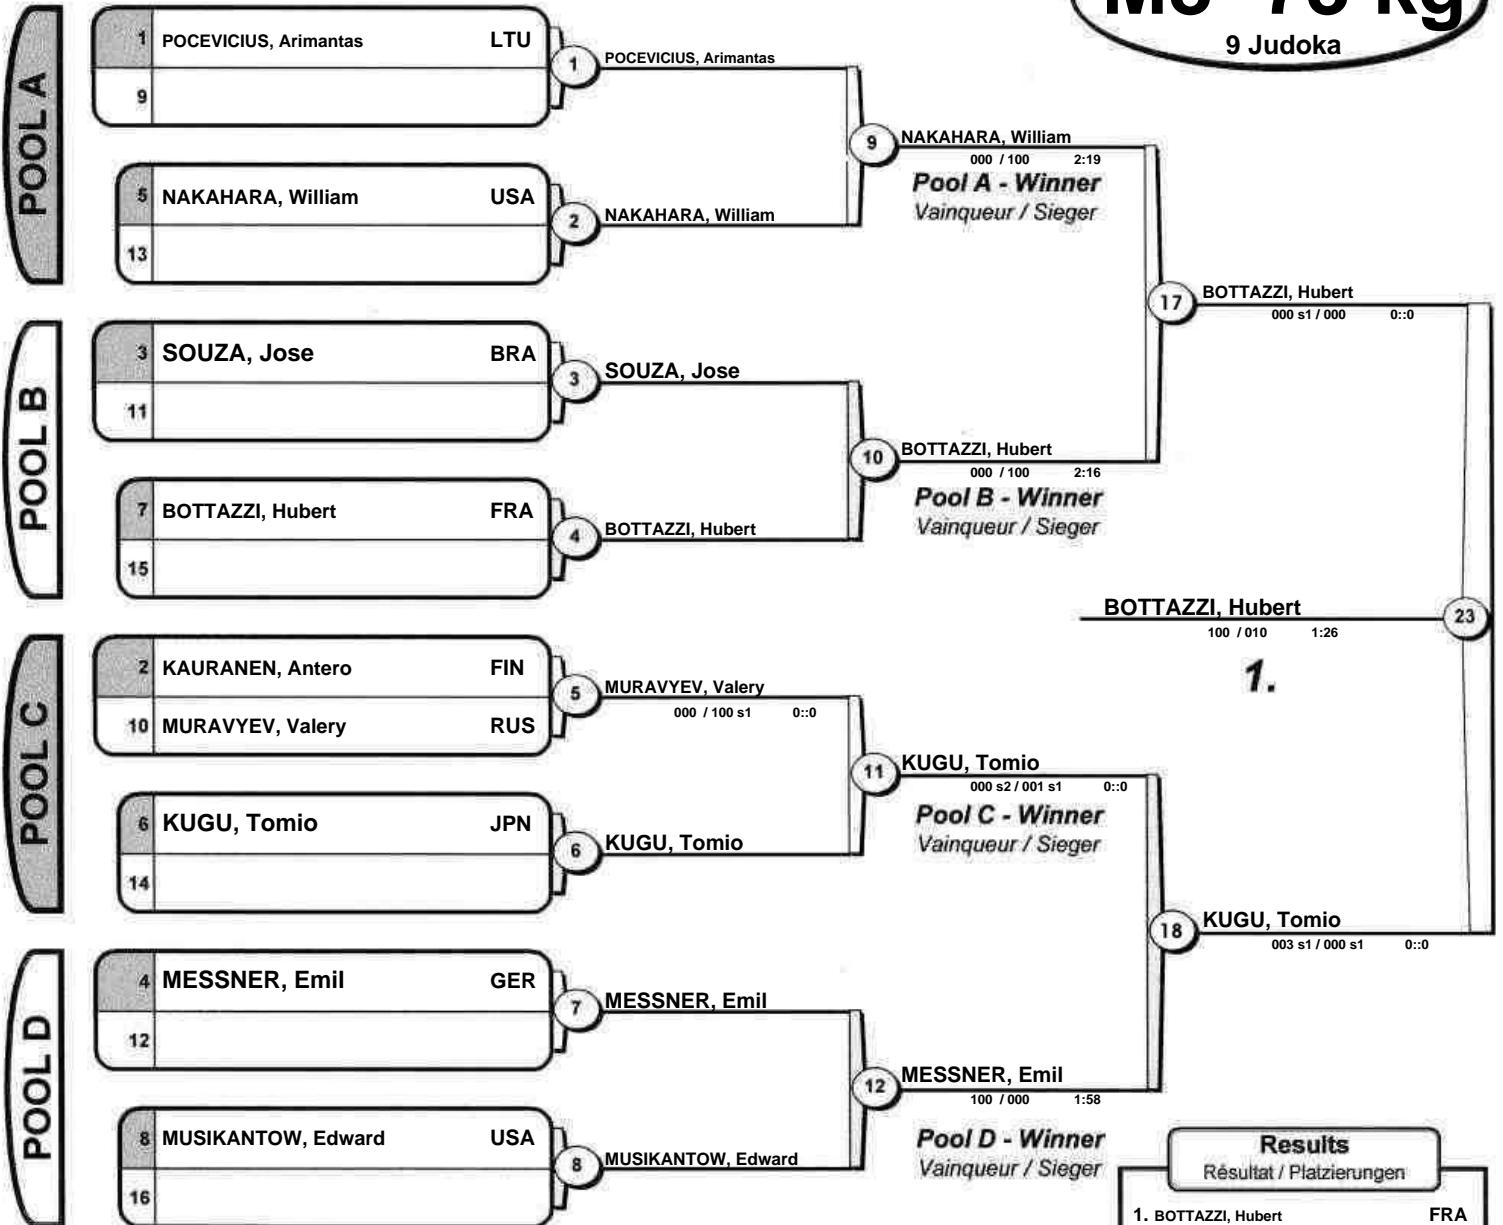 9 Judoka
POOL A
1 POCEVICIUS, Arimantas LTU
9
1 POCEVICIUS, Arimantas
5 NAKAHARA, William USA
13
2 NAKAHARA, William
9 NAKAHARA, William
000 / 100 2:19
Pool A - Winner
Vainqueur / Sieger
POOL B
3 SOUZA, Jose BRA
11
3 SOUZA, Jose
7 BOTTAZZI, Hubert FRA
15
4 BOTTAZZI, Hubert
10 BOTTAZZI, Hubert
000 / 100 2:16
Pool B - Winner
Vainqueur / Sieger
17 BOTTAZZI, Hubert
000 s1 / 000 0::0
BOTTAZZI, Hubert 23
100 / 010 1:26
1.
POOL C
2 KAURANEN, Antero FIN
10 MURAVYEV, Valery RUS
5 MURAVYEV, Valery
000 / 100 s1 0::0
6 KUGU, Tomio JPN
14
6 KUGU, Tomio
11 KUGU, Tomio
000 s2 / 001 s1 0::0
Pool C - Winner
Vainqueur / Sieger
18 KUGU, Tomio
003 s1 / 000 s1 0::0
POOL D
4 MESSNER, Emil GER
12
7 MESSNER, Emil
8 MUSIKANTOW, Edward USA
16
8 MUSIKANTOW, Edward
12 MESSNER, Emil
100 / 000 1:58
Pool D - Winner
Vainqueur / Sieger
Results
Résultat / Platzierungen
1. BOTTAZZI, Hubert FRA